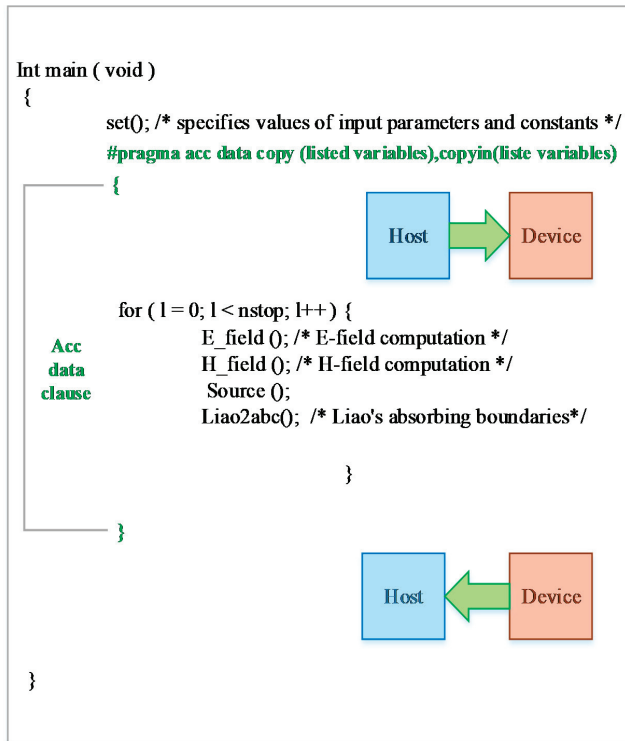 Int main ( void )
{
set(); /* specifies values of input parameters and constants */
#pragma acc data copy (listed variables),copyin(liste variables)
{
Host
Device
for ( l = 0; l < nstop; l++ ) {
E_field (); /* E-field computation */
H_field (); /* H-field computation */
Source ();
Liao2abc(); /* Liao's absorbing boundaries*/
Acc
data
clause
}
}
Host
Device
}